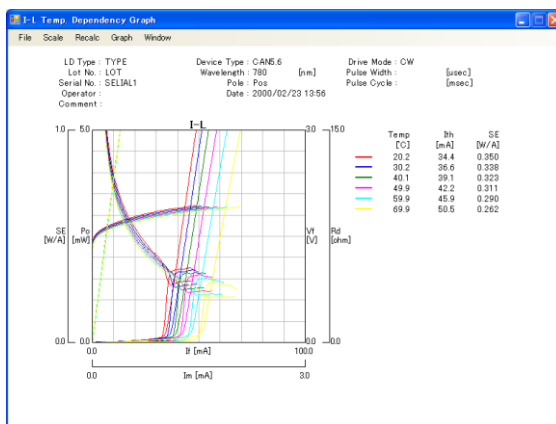 I-L Temp. Dependency Graph
File Scale Recalc Graph Window
LD Type : TYPE Device Type : CAN5.6 Drive Mode : CW
Lot No. : LOT Wavelength : 780 [nm] Pulse Width : [usec]
Serial No. : SELIAL1 Pole : Pos Pulse Cycle : [msec]
Operator : Date : 2000/02/23 13:56
Comment :
I-L
1.0 5.0 3.0 15.0
Temp Ith SE
[C] [mA] [W/A]
20.2 34.4 0.350
30.2 36.6 0.338
40.1 39.1 0.323
49.9 42.2 0.311
59.9 45.9 0.290
69.9 50.5 0.262
SE Po Vf Rd
[W/A] [mW] [V] [ohm]
0.0 0.0 0.0 0.0
0.0 If [mA] 100.0
0.0 Im [mA] 3.0